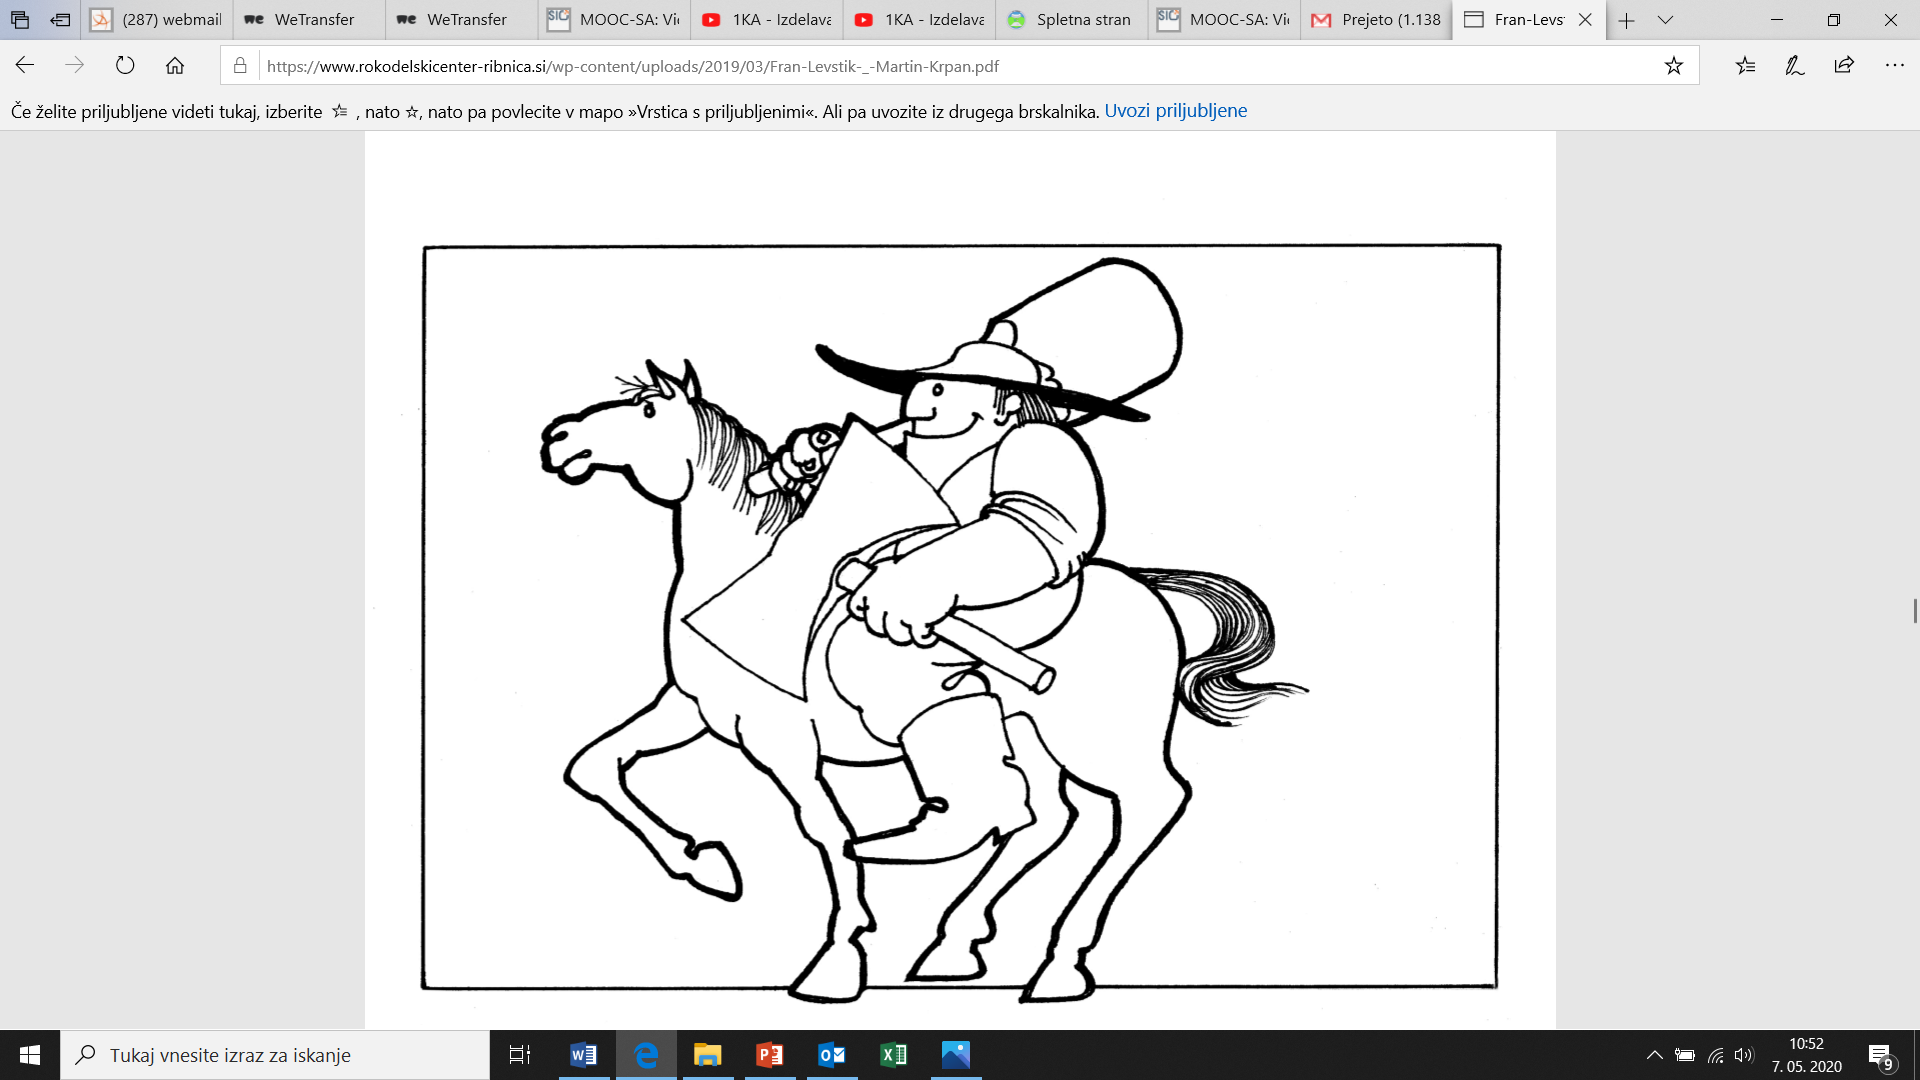 (287) webmail
WeTransfer
WeTransfer
MOOC-SA: Vi
1KA - Izdelava
1KA - Izdelava
Spletna stran
MOOC-SA: Vi
Prejeto (1.138
Fran-Levs
https://www.rokodelskicenter-ribnica.si/wp-content/uploads/2019/03/Fran-Levstik-_-Martin-Krpan.pdf
Če želite priljubljene videti tukaj, izberite , nato ☆, nato pa povlecite v mapo »Vrstica s priljubljenimi«. Ali pa uvozite iz drugega brskalnika. Uvozi priljubljene
Tukaj vnesite izraz za iskanje
10:52
7. 05. 2020
9